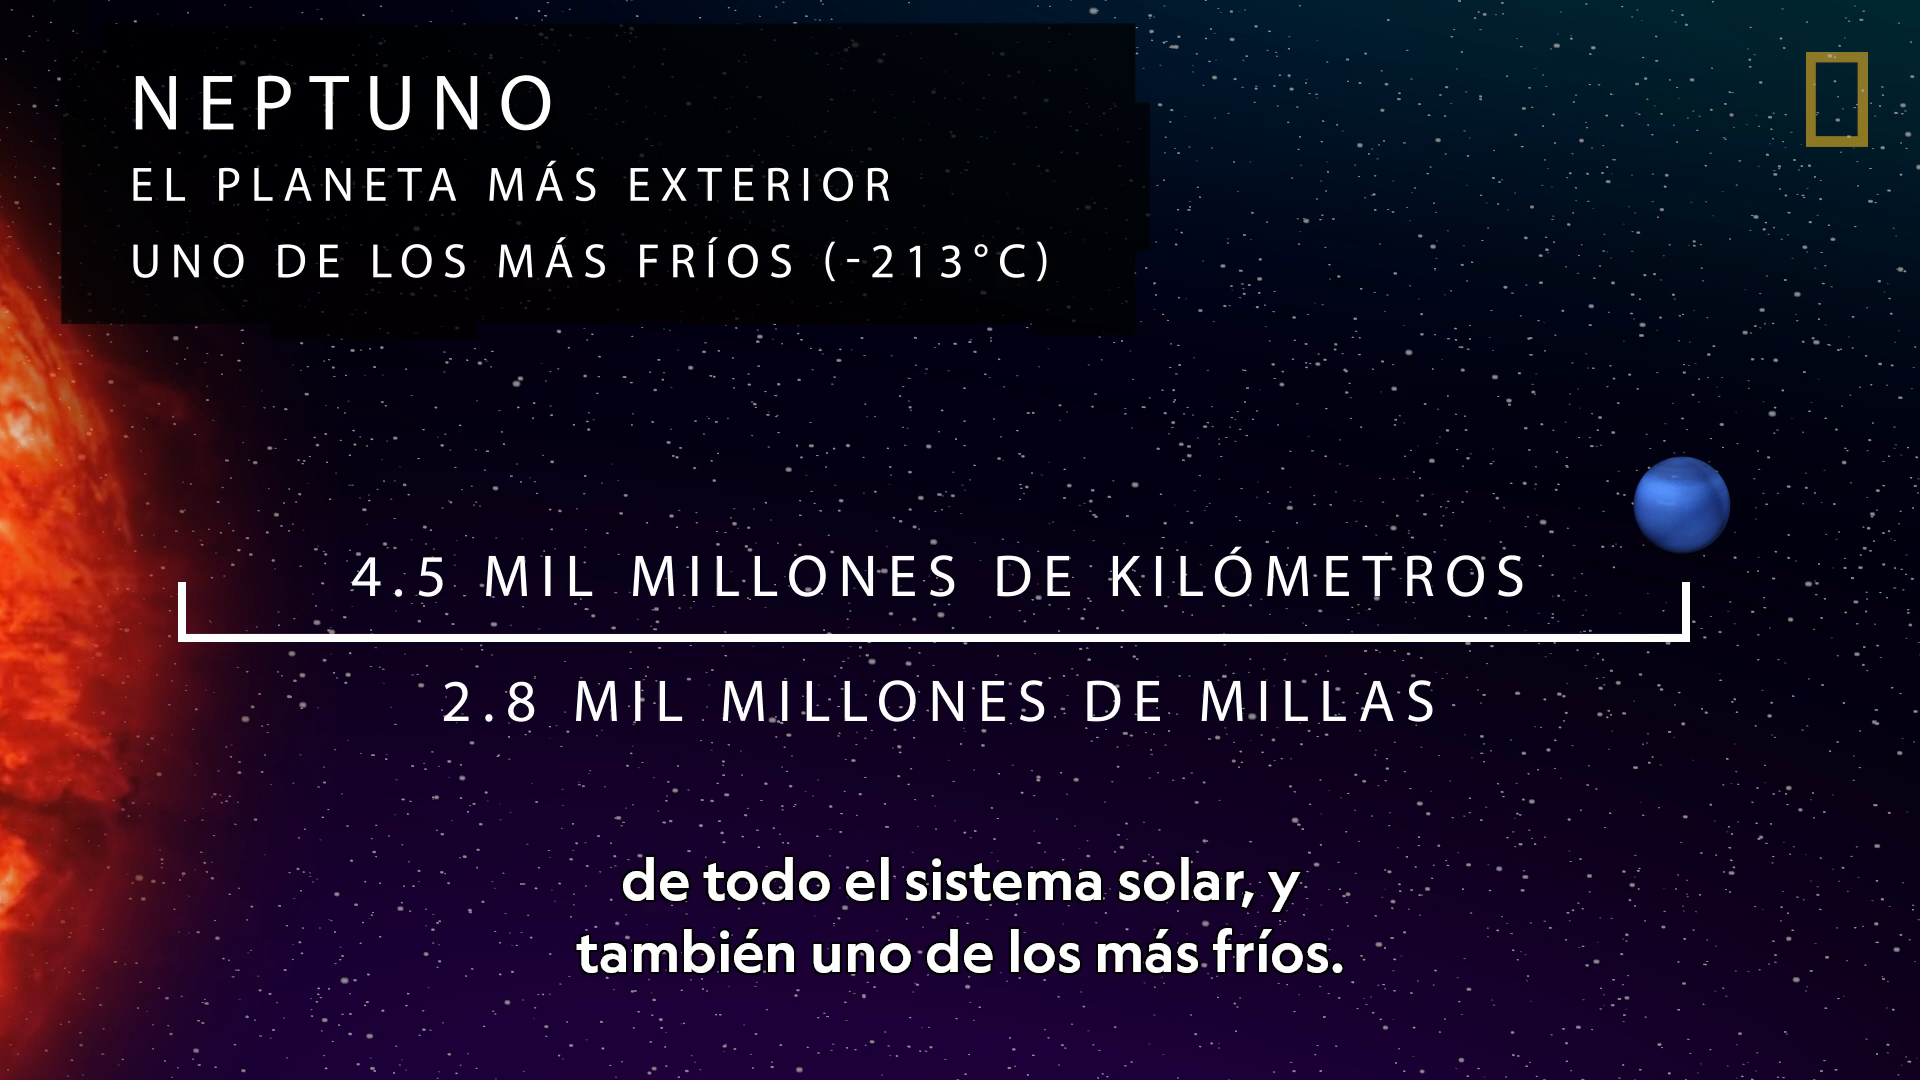 NEPTUNO
EL PLANETA MÁS EXTERIOR
UNO DE LOS MÁS FRÍOS (-213°C)
4.5 MIL MILLONES DE KILÓMETROS
2.8 MIL MILLONES DE MILLAS
de todo el sistema solar, y
también uno de los más fríos.